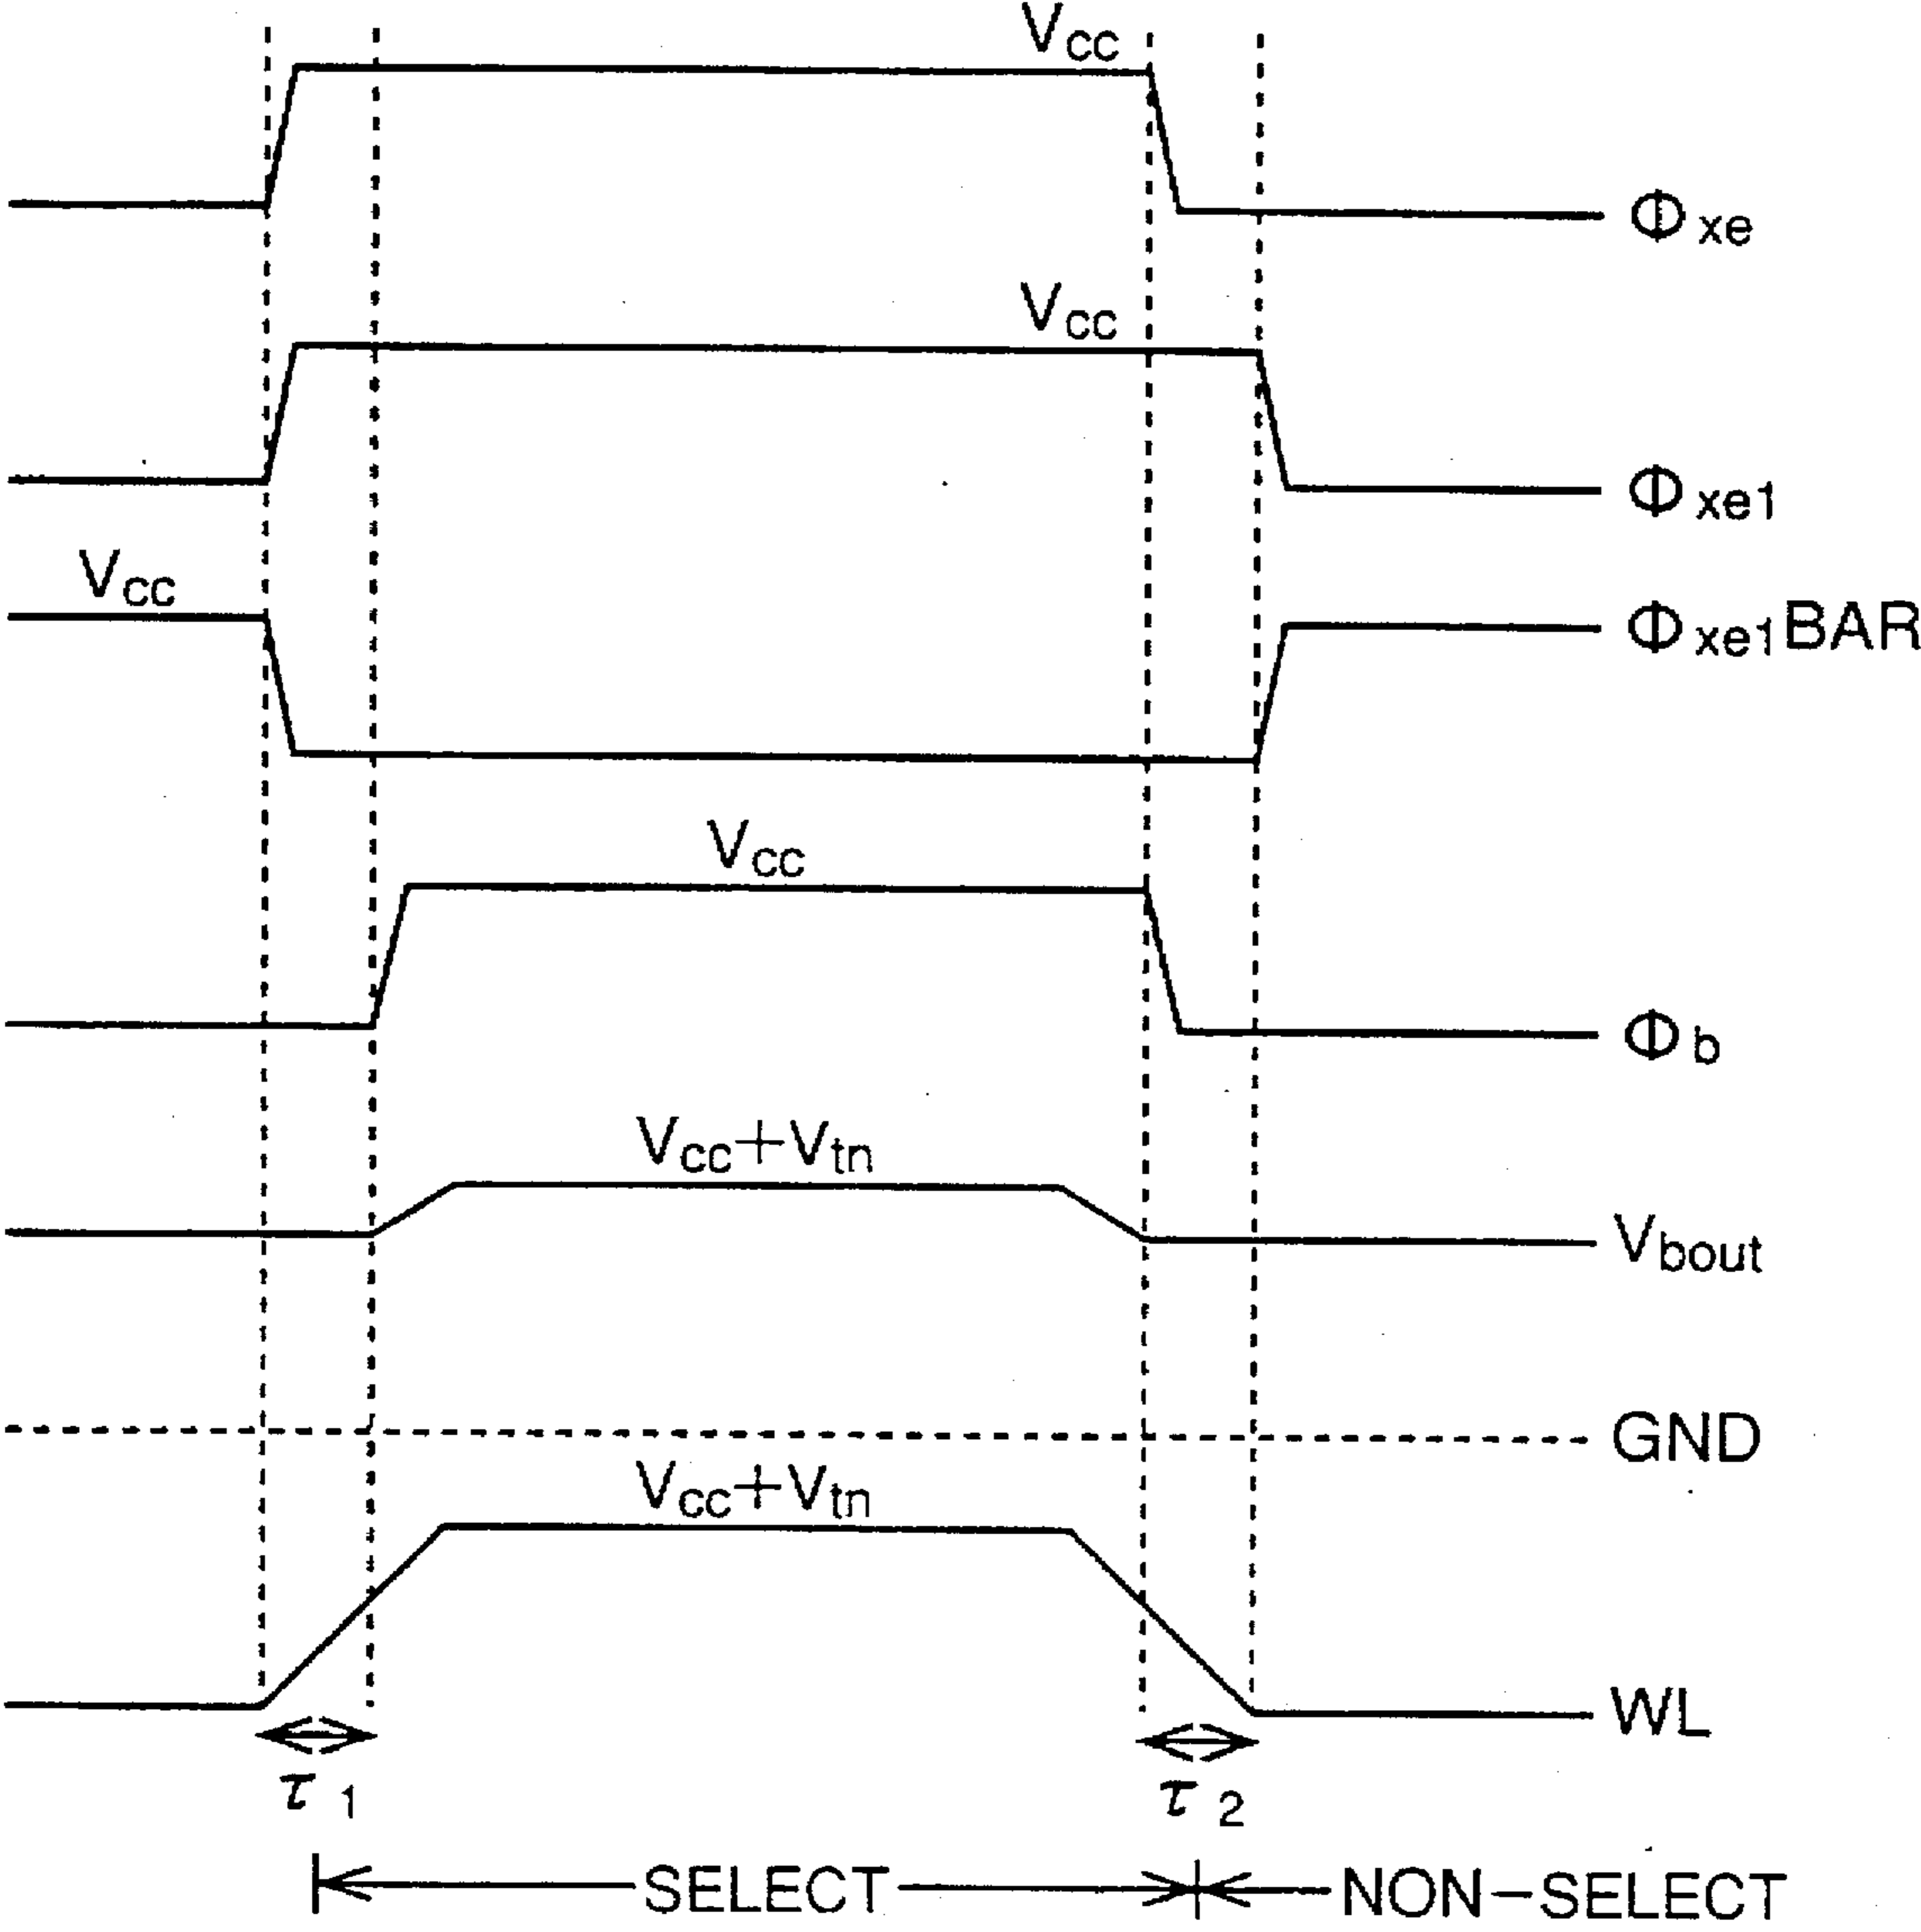 Vcc
Φxe
Vcc
Φxe1
Vcc
Φxe1BAR
Vcc
Φb
Vcc+Vtn
Vbout
GND
Vcc+Vtn
WL
τ1 τ2
SELECT NON-SELECT